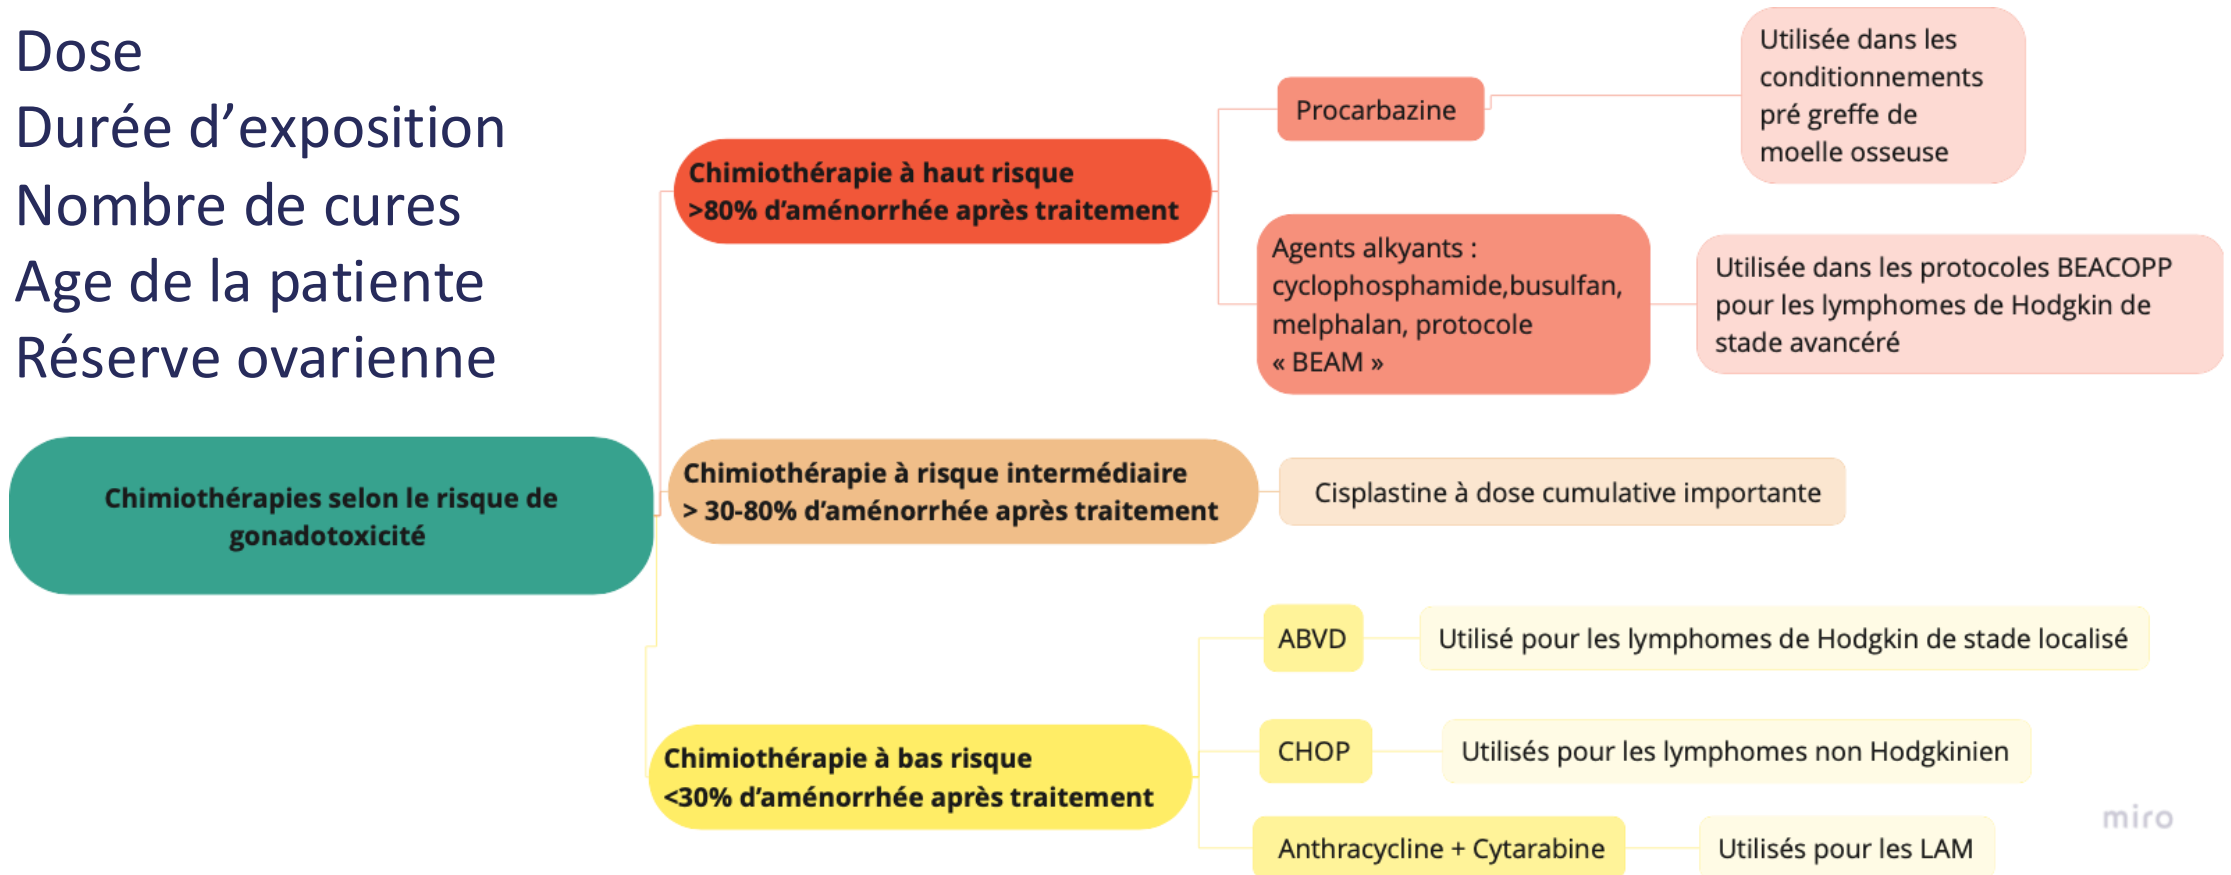 Dose
Durée d’exposition
Nombre de cures
Age de la patiente
Réserve ovarienne
Chimiothérapies selon le risque de
gonadotoxicité
Chimiothérapie à haut risque
>80% d’aménorrhée après traitement
Procarbazine
Utilisée dans les
conditionnements
pré greffe de
moelle osseuse
Agents alkyants :
cyclophosphamide,busulfan,
melphalan, protocole
« BEAM »
Utilisée dans les protocoles BEACOPP
pour les lymphomes de Hodgkin de
stade avancéré
Chimiothérapie à risque intermédiaire
> 30-80% d’aménorrhée après traitement
Cisplastine à dose cumulative importante
Chimiothérapie à bas risque
<30% d’aménorrhée après traitement
ABVD
Utilisé pour les lymphomes de Hodgkin de stade localisé
CHOP
Utilisés pour les lymphomes non Hodgkinien
Anthracycline + Cytarabine
Utilisés pour les LAM
miro